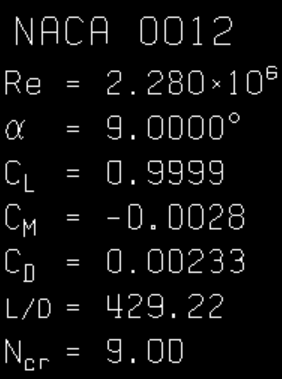 NACA 0012
Re = 2.280×10⁶
α = 9.0000°
C_L = 0.9999
C_M = -0.0028
C_D = 0.00233
L/D = 429.22
N_cr = 9.00